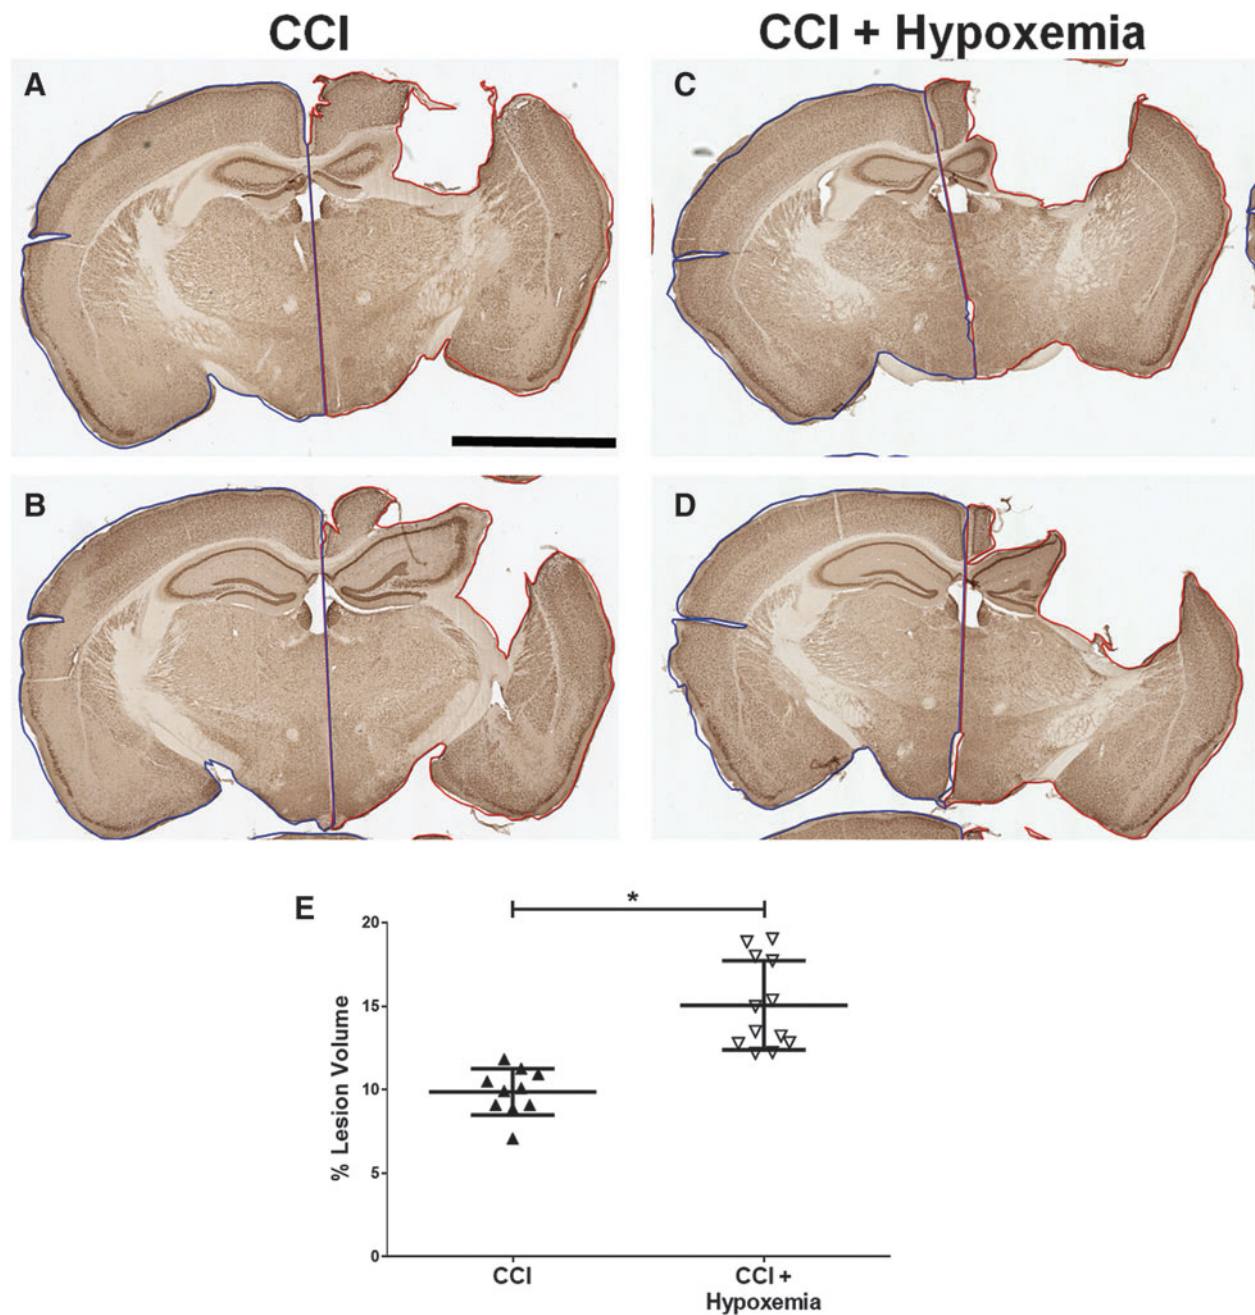 CCI
CCI + Hypoxemia
A
C
B
D
E
*
20
15
10
5
0
% Lesion Volume
CCI
CCI +
Hypoxemia